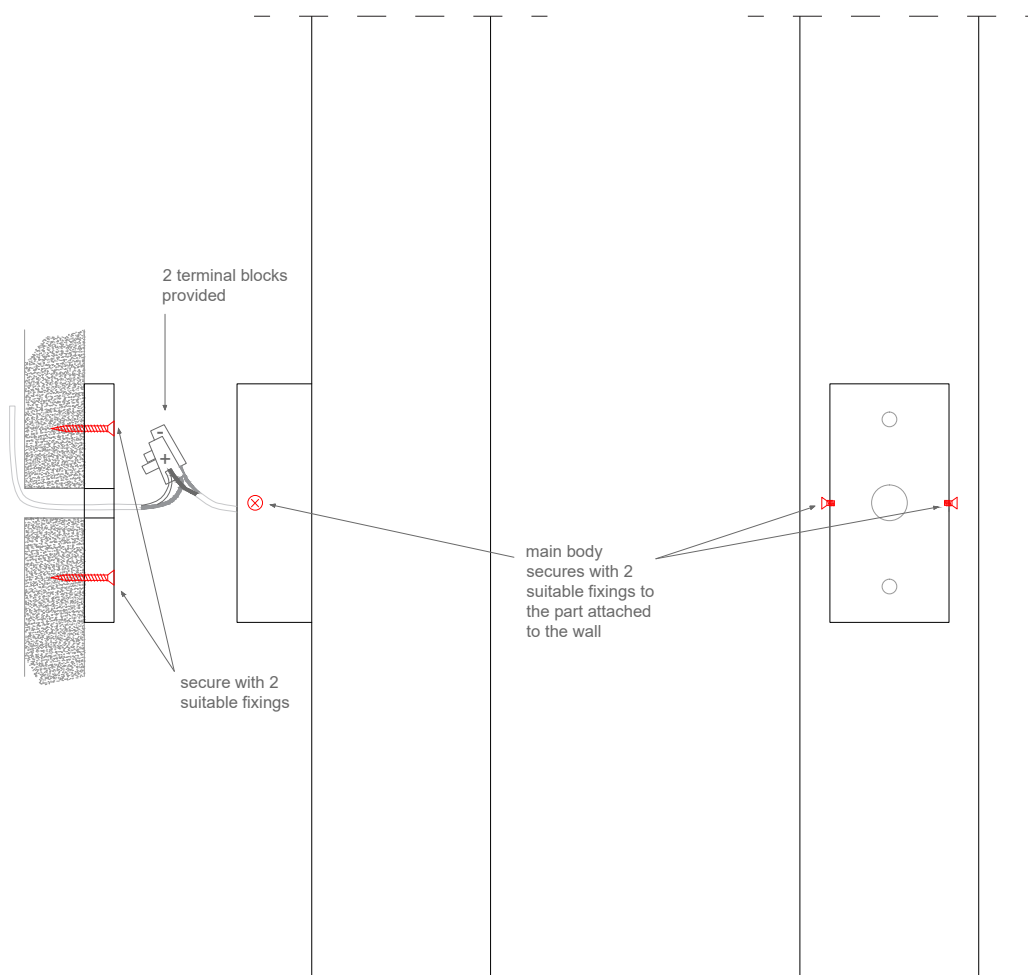 2 terminal blocks
provided
-
+
main body
secures with 2
suitable fixings to
the part attached
to the wall
secure with 2
suitable fixings